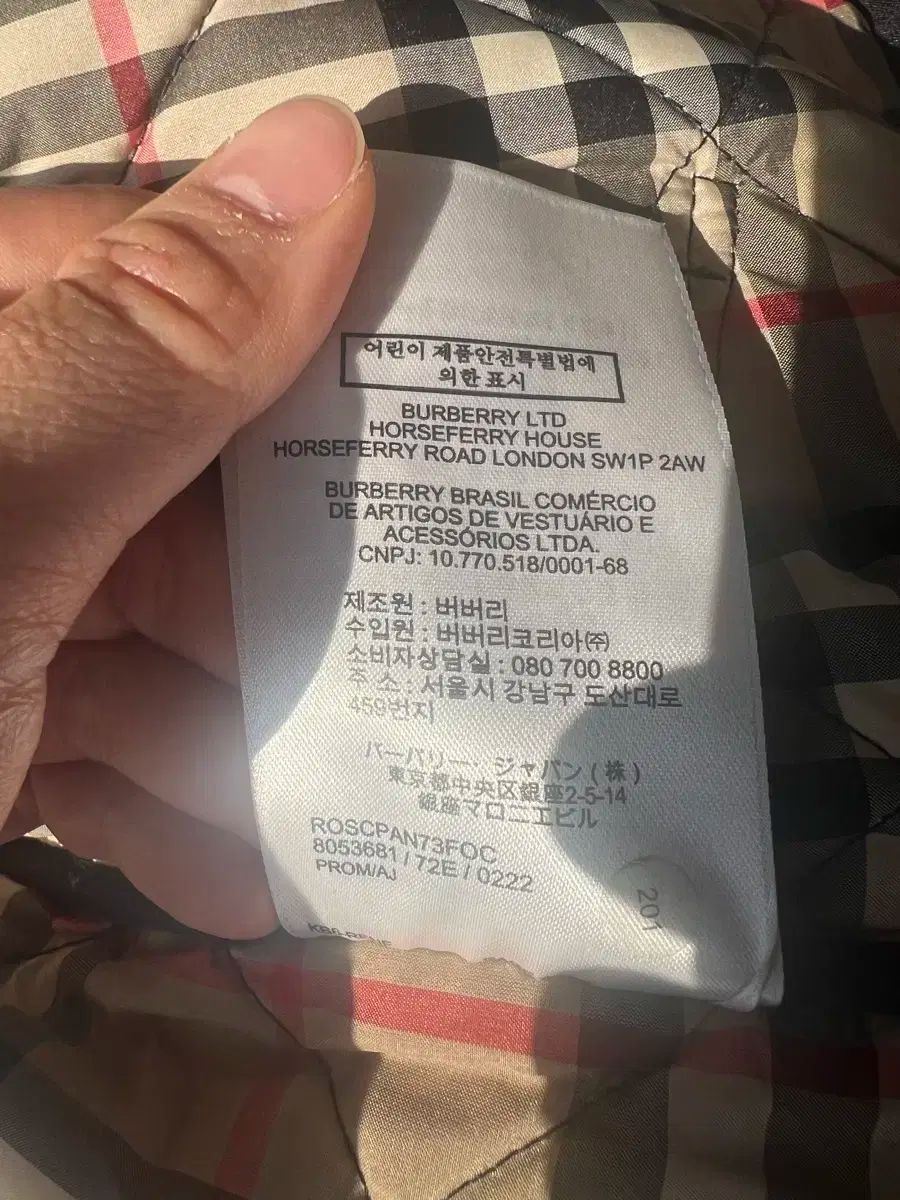 어린이 제품안전특별법에
의한 표시
BURBERRY LTD
HORSEFERRY HOUSE
HORSEFERRY ROAD LONDON SW1P 2AW
BURBERRY BRASIL COMÉRCIO
DE ARTIGOS DE VESTUÁRIO E
ACESSÓRIOS LTDA.
CNPJ: 10.770.518/0001-68
제조원 : 버버리
수입원 : 버버리코리아㈜
소비자상담실 : 080 700 8800
주 소 : 서울시 강남구 도산대로
459번지
バーバリー・ジャパン ( 株 )
東京都中央区銀座2-5-14
銀座マロニエビル
ROSCPAN73FOC
8053681 / 72E / 0222
PROM/AJ
201